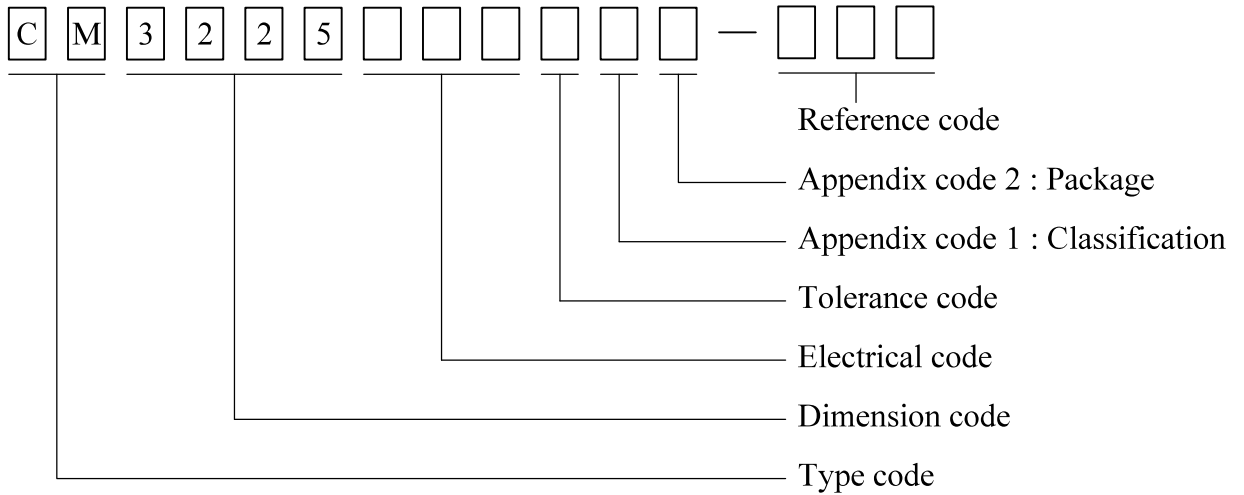 C M 3 2 2 5 —
Reference code
Appendix code 2 : Package
Appendix code 1 : Classification
Tolerance code
Electrical code
Dimension code
Type code